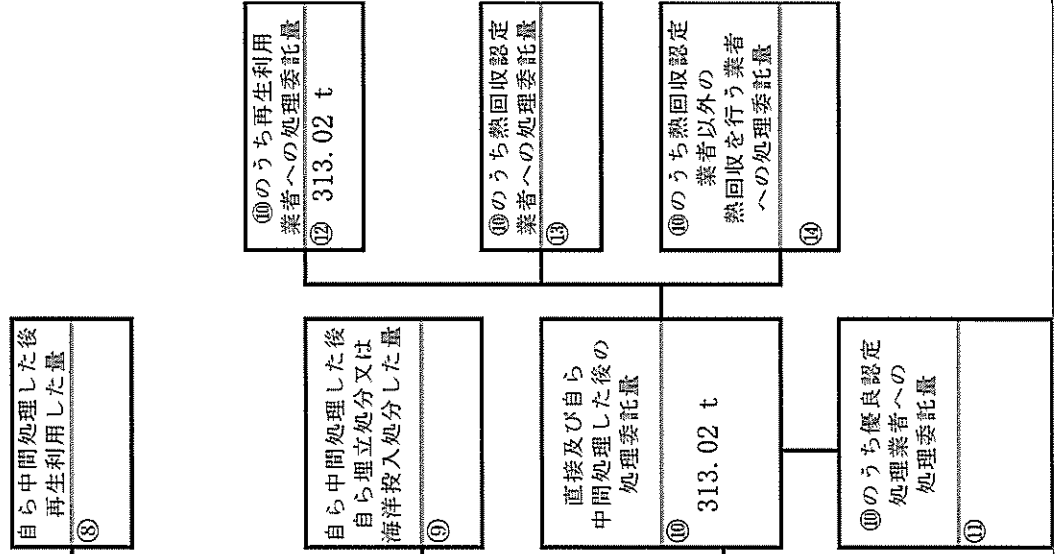 自ら中間処理した後
再生利用した量
⑧
自ら中間処理した後
自ら埋立処分又は
海洋投入処分した量
⑨
直接及び自ら
中間処理した後の
処理委託量
⑩
313.02 t
⑩のうち優良認定
処理業者への
処理委託量
⑪
⑩のうち再生利用
業者への処理委託量
⑫ 313.02 t
⑩のうち熱回収認定
業者への処理委託量
⑬
⑩のうち熱回収認定
業者以外の
熱回収を行う業者
への処理委託量
⑭